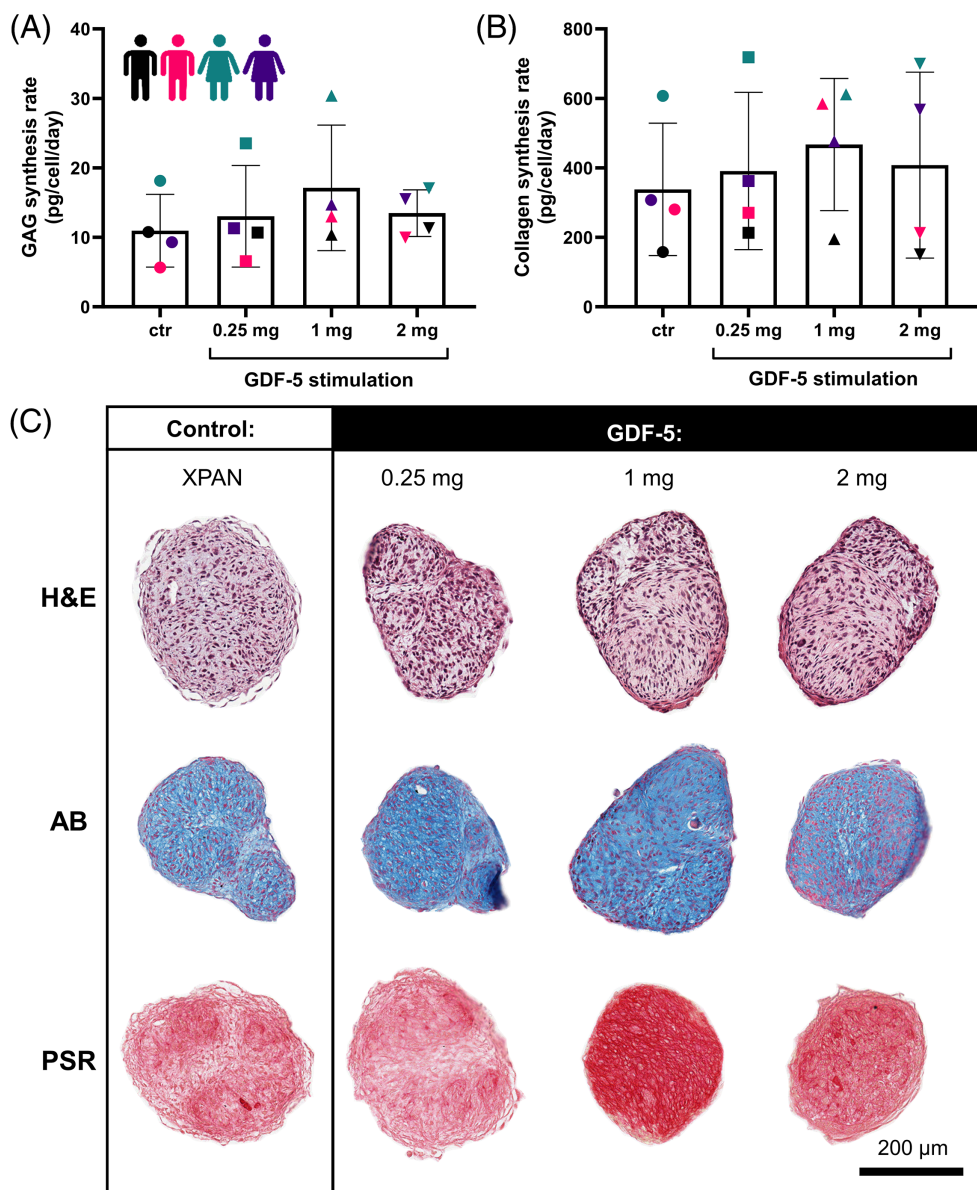 (A)
GAG synthesis rate
(pg/cell/day)
40
30
20
10
0
ctr 0.25 mg 1 mg 2 mg
GDF-5 stimulation
(B)
Collagen synthesis rate
(pg/cell/day)
800
600
400
200
0
ctr 0.25 mg 1 mg 2 mg
GDF-5 stimulation
(C)
Control: GDF-5:
XPAN 0.25 mg 1 mg 2 mg
H&E
AB
PSR
200 µm